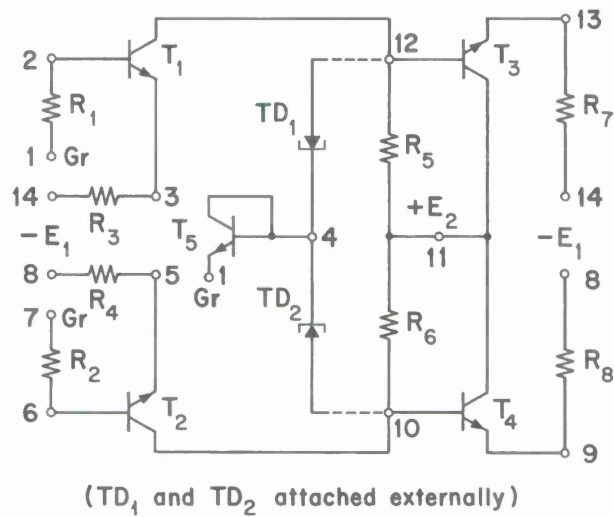 2 T1 12 T3 13
R1 TD1 R7
1 Gr R5
14 R3 3 +E2 14
-E1 T5 4 11 -E1
8 R4 5 1 Gr 8
7 Gr TD2 R6
R2 R8
6 T2 10 T4 9
(TD1 and TD2 attached externally)